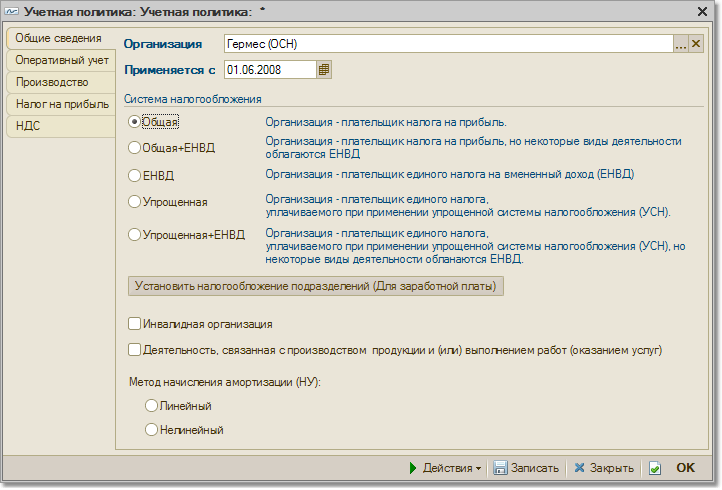 Учетная политика: Учетная политика: *
Общие сведения
Оперативный учет
Производство
Налог на прибыль
НДС
Организация Гермес (ОСН) ...
Применяется с 01.06.2008
Система налогообложения
Общая Организация - плательщик налога на прибыль.
Общая+ЕНВД Организация - плательщик налога на прибыль, но некоторые виды деятельности
облагаются ЕНВД
ЕНВД Организация - плательщик единого налога на вмененый доход (ЕНВД)
Упрощенная Организация - плательщик единого налога,
уплачиваемого при применении упрощенной системы налогообложения (УСН).
Упрощенная+ЕНВД Организация - плательщик единого налога,
уплачиваемого при применении упрощенной системы налогообложения (УСН), но
некоторые виды деятельности обланаются ЕНВД.
Установить налогообложение подразделений (Для заработной платы)
Инвалидная организация
Деятельность, связанная с производством продукции и (или) выполнением работ (оказанием услуг)
Метод начисления амортизации (НУ):
Линейный
Нелинейный
Действия Записать Закрыть OK